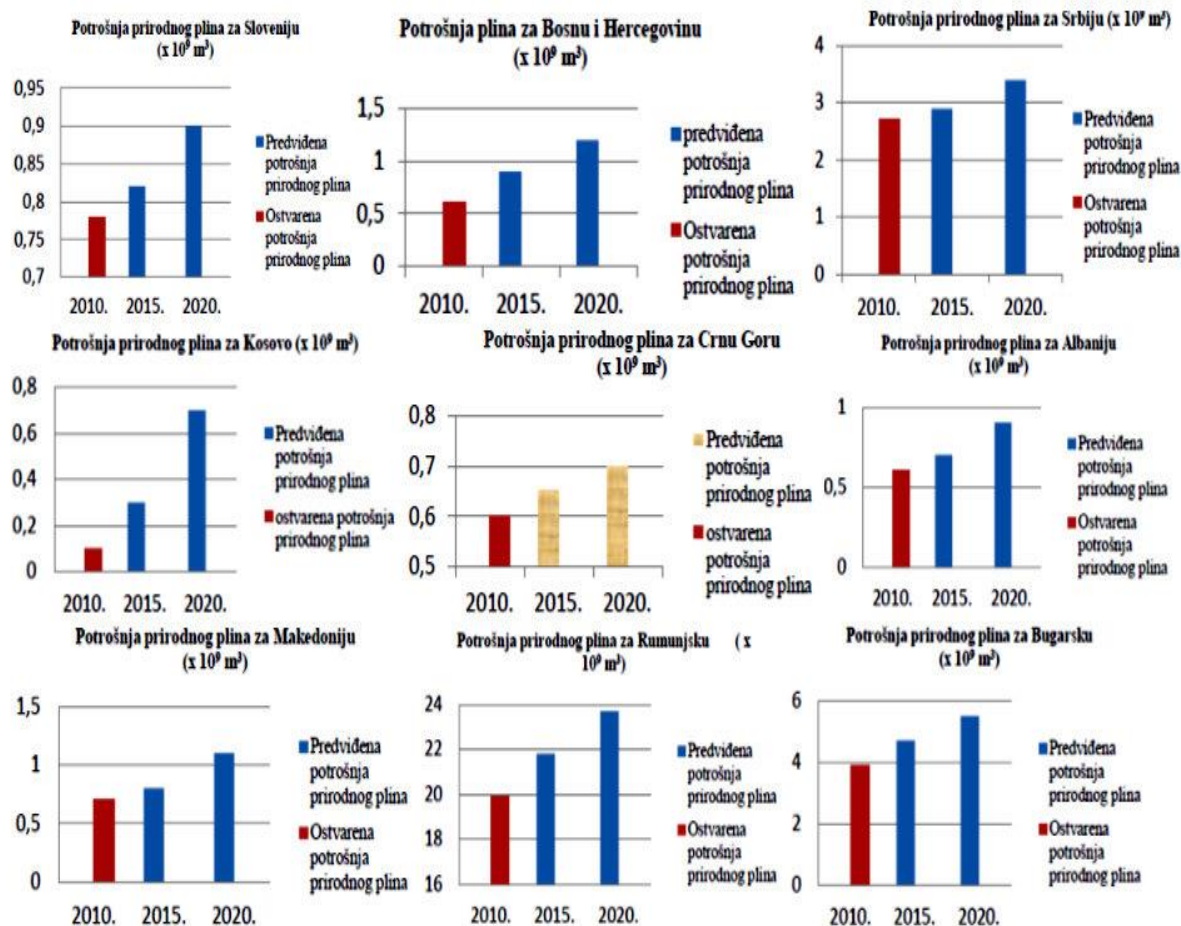 Potrošnja prirodnog plina za Sloveniju
(x 10⁹ m³)
0,95
0,9
0,85
0,8
0,75
0,7
2010. 2015. 2020.
Predviđena
potrošnja
prirodnog plina
Ostvarena
potrošnja
prirodnog plina
Potrošnja plina za Bosnu i Hercegovinu
(x 10⁹ m³)
1,5
1
0,5
0
2010. 2015. 2020.
predviđena
potrošnja
prirodnog plina
Ostvarena
potrošnja
prirodnog plina
Potrošnja prirodnog plina za Srbiju (x 10⁹ m³)
4
3
2
1
0
2010. 2015. 2020.
Predviđena
potrošnja
prirodnog plina
Ostvarena
potrošnja
prirodnog plina
Potrošnja prirodnog plina za Kosovo (x 10⁹ m³)
0,8
0,6
0,4
0,2
0
2010. 2015. 2020.
Predviđena
potrošnja
prirodnog plina
ostvarena potrošnja
prirodnog plina
Potrošnja prirodnog plina za Crnu Goru
(x 10⁹ m³)
0,8
0,7
0,6
0,5
2010. 2015. 2020.
Predviđena
potrošnja
prirodnog plina
ostvarena
potrošnja
prirodnog plina
Potrošnja prirodnog plina za Albaniju
(x 10⁹ m³)
1
0,5
0
2010. 2015. 2020.
Predviđena
potrošnja
prirodnog plina
Ostvarena
potrošnja
prirodnog plina
Potrošnja prirodnog plina za Makedoniju
(x 10⁹ m³)
1,5
1
0,5
0
2010. 2015. 2020.
Predviđena
potrošnja
prirodnog plina
Ostvarena
potrošnja
prirodnog plina
Potrošnja prirodnog plina za Rumunjsku ( x
10⁹ m³)
24
22
20
18
16
2010. 2015. 2020.
Predviđena
potrošnja
prirodnog plina
Ostvarena
potrošnja
prirodnog plina
Potrošnja prirodnog plina za Bugarsku
(x 10⁹ m³)
6
4
2
0
2010. 2015. 2020.
Predviđena
potrošnja
prirodnog plina
Ostvarena
potrošnja
prirodnog plina